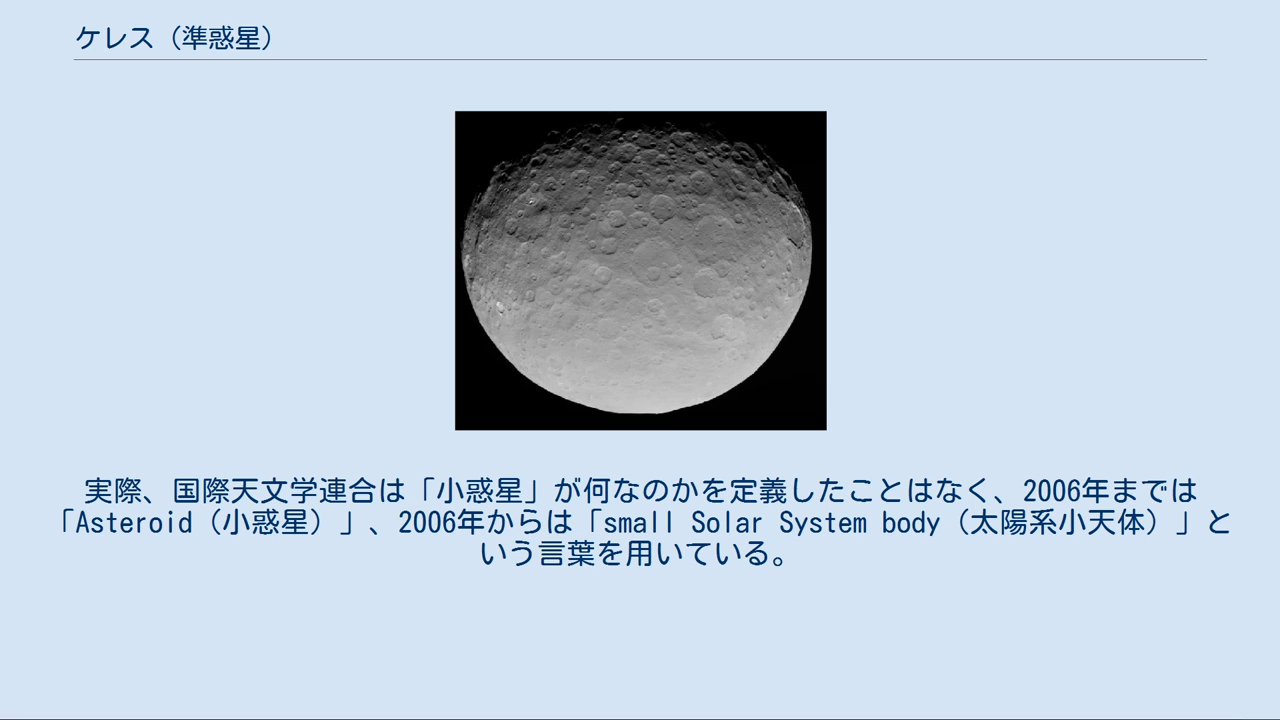 ケレス（準惑星）
実際、国際天文学連合は「小惑星」が何なのかを定義したことはなく、2006年までは
「Asteroid（小惑星）」、2006年からは「small Solar System body（太陽系小天体）」と
いう言葉を用いている。